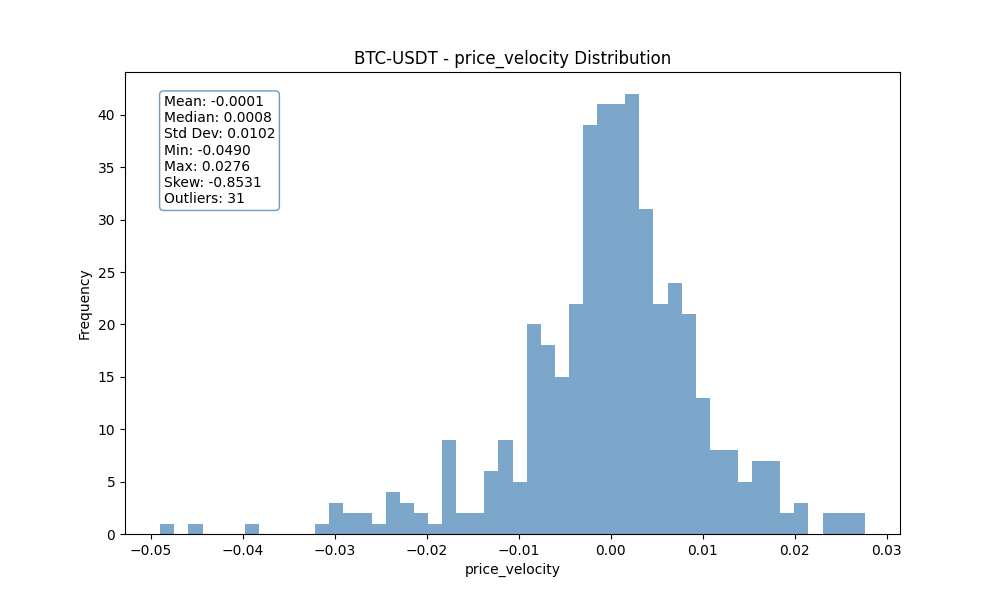 BTC-USDT - price_velocity Distribution
Mean: -0.0001
Median: 0.0008
Std Dev: 0.0102
Min: -0.0490
Max: 0.0276
Skew: -0.8531
Outliers: 31
Frequency
40
35
30
25
20
15
10
5
0
−0.05 −0.04 −0.03 −0.02 −0.01 0.00 0.01 0.02 0.03
price_velocity